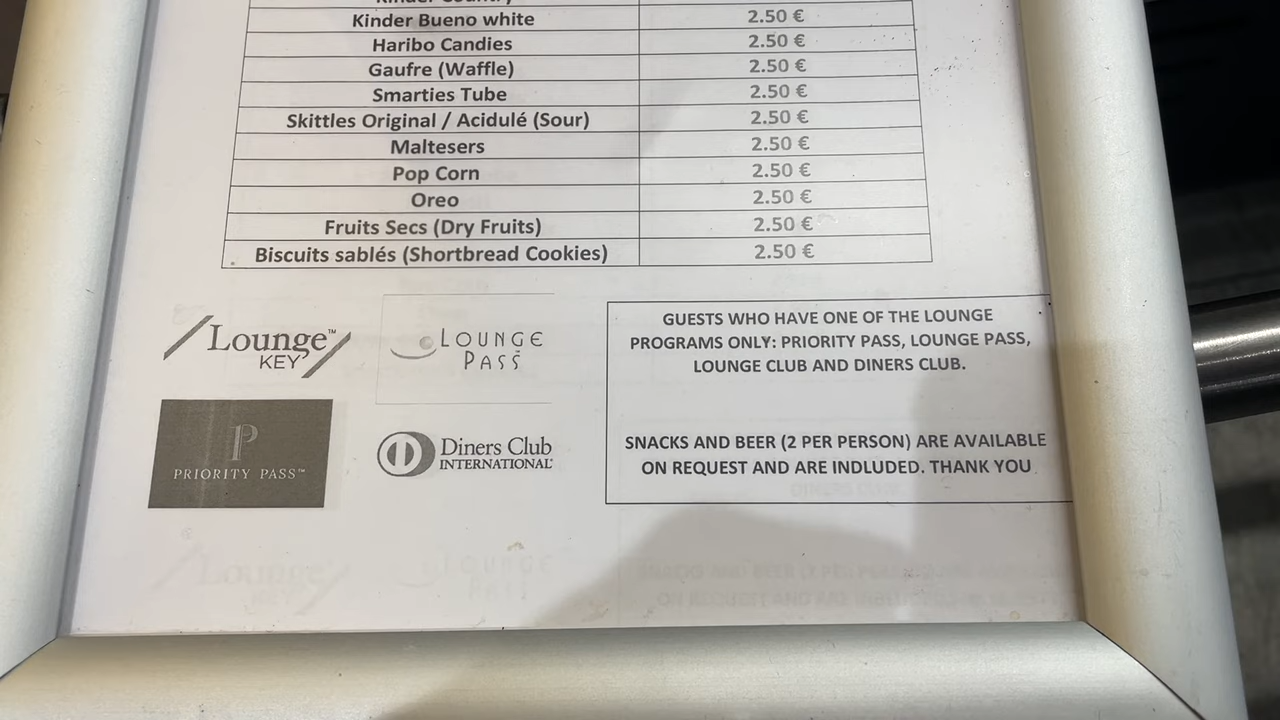 Kinder Country
Kinder Bueno white 2.50 €
Haribo Candies 2.50 €
Gaufre (Waffle) 2.50 €
Smarties Tube 2.50 €
Skittles Original / Acidulé (Sour) 2.50 €
Maltesers 2.50 €
Pop Corn 2.50 €
Oreo 2.50 €
Fruits Secs (Dry Fruits) 2.50 €
Biscuits sablés (Shortbread Cookies) 2.50 €
Lounge™
KEY
LOUNGE
PASS
PRIORITY PASS™
Diners Club
INTERNATIONAL®
GUESTS WHO HAVE ONE OF THE LOUNGE
PROGRAMS ONLY: PRIORITY PASS, LOUNGE PASS,
LOUNGE CLUB AND DINERS CLUB.
SNACKS AND BEER (2 PER PERSON) ARE AVAILABLE
ON REQUEST AND ARE INDLUDED. THANK YOU